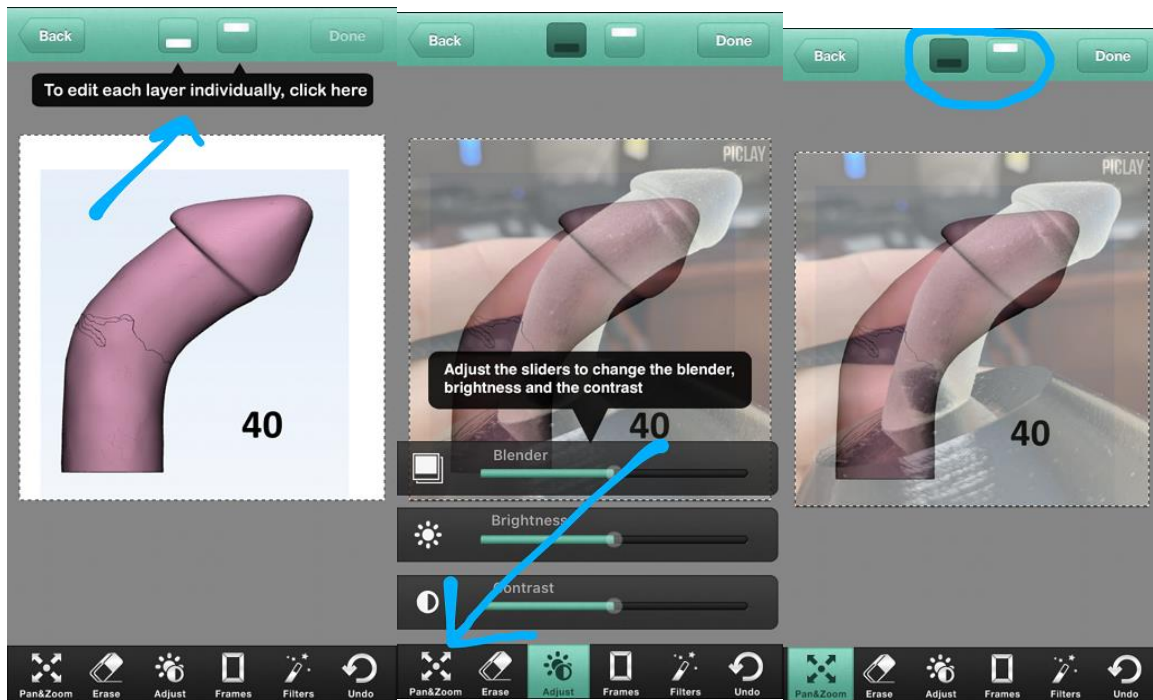 Back
Done
To edit each layer individually, click here
40
Pan&Zoom
Erase
Adjust
Frames
Filters
Undo
Back
Done
PICLAY
Adjust the sliders to change the blender,
brightness and the contrast
40
Blender
Brightness
Contrast
Pan&Zoom
Erase
Adjust
Frames
Filters
Undo
Back
Done
PICLAY
40
Pan&Zoom
Erase
Adjust
Frames
Filters
Undo